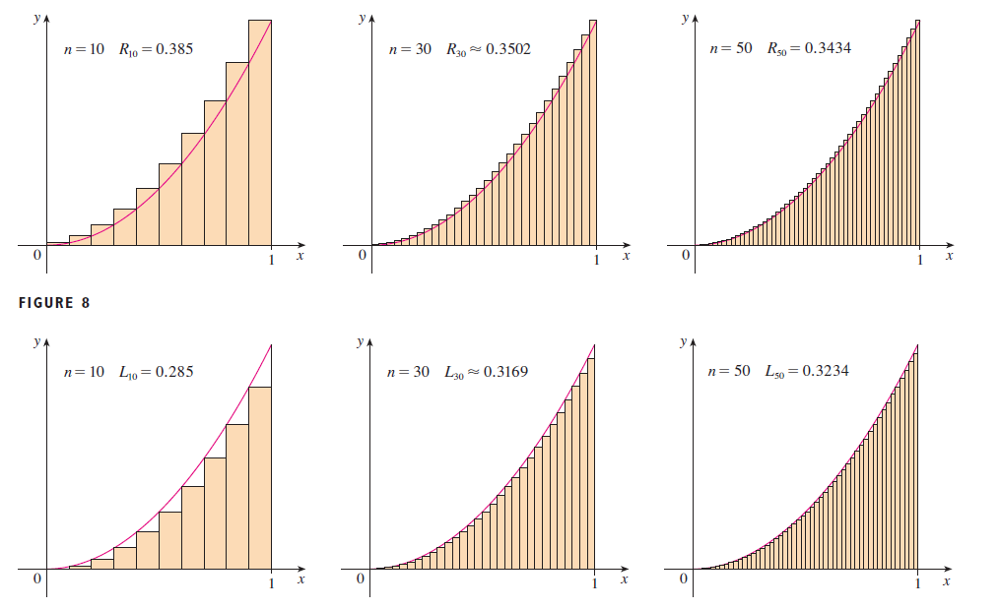 y
n = 10 R₁₀ = 0.385
0
1
x
y
n = 30 R₃₀ ≈ 0.3502
0
1
x
y
n = 50 R₅₀ = 0.3434
0
1
x
FIGURE 8
y
n = 10 L₁₀ = 0.285
0
1
x
y
n = 30 L₃₀ ≈ 0.3169
0
1
x
y
n = 50 L₅₀ = 0.3234
0
1
x